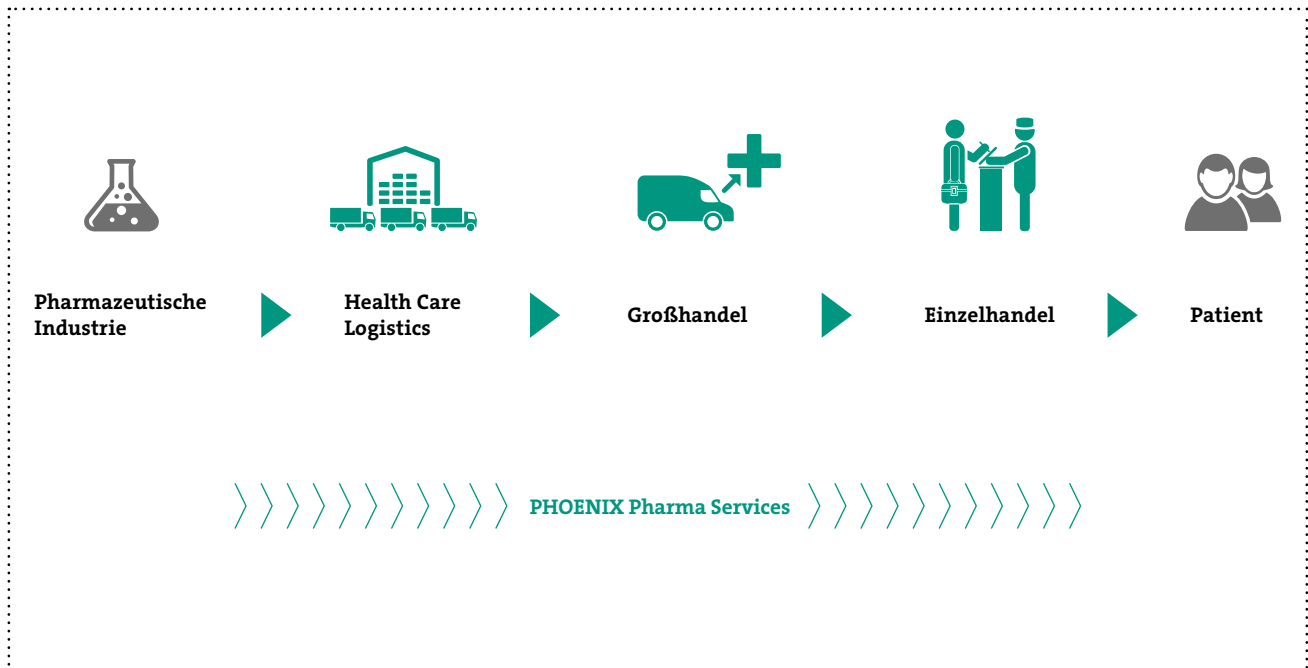 Pharmazeutische
Industrie
Health Care
Logistics
Großhandel
Einzelhandel
Patient
PHOENIX Pharma Services